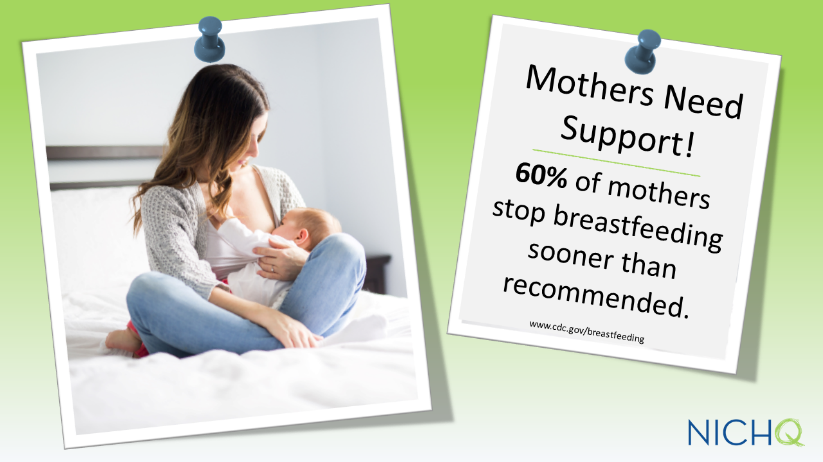 Mothers Need
Support!
60% of mothers
stop breastfeeding
sooner than
recommended.
www.cdc.gov/breastfeeding
NICHQ